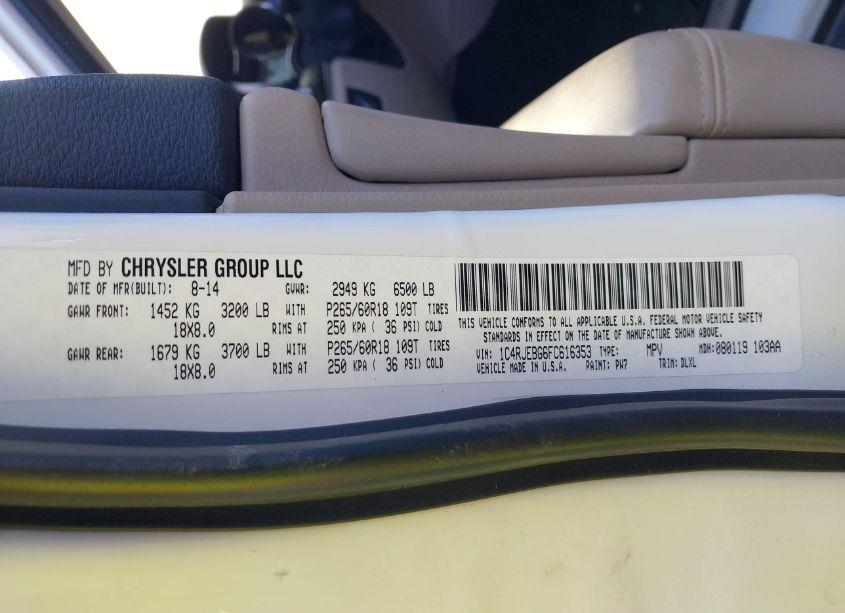 MFD BY CHRYSLER GROUP LLC
DATE OF MFR(BUILT): 8-14 GVWR: 2949 KG 6500 LB
GAWR FRONT: 1452 KG 3200 LB WITH P265/60R18 109T TIRES
18X8.0 RIMS AT 250 KPA ( 36 PSI) COLD
GAWR REAR: 1679 KG 3700 LB WITH P265/60R18 109T TIRES
18X8.0 RIMS AT 250 KPA ( 36 PSI) COLD
THIS VEHICLE CONFORMS TO ALL APPLICABLE U.S.A. FEDERAL MOTOR VEHICLE SAFETY
STANDARDS IN EFFECT ON THE DATE OF MANUFACTURE SHOWN ABOVE.
VIN: 1C4RJEBG6FC616353 TYPE: MPV MDH: 080119 103AA
VEHICLE MADE IN U.S.A. PAINT: PW7 TRIM: DLXL